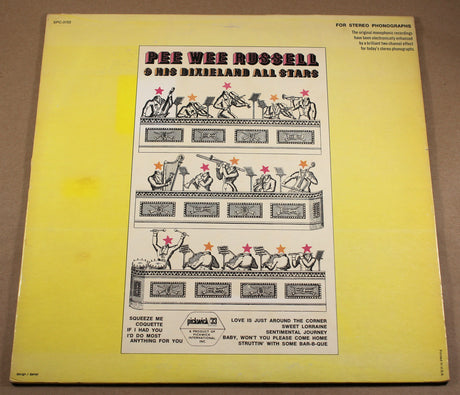 FOR STEREO PHONOGRAPHS
The original monophonic recordings
have been electronically enhanced
by a brilliant two channel effect
for today's stereo phonographs.
PEE WEE RUSSELL
& HIS DIXIELAND ALL STARS
SQUEEZE ME
COQUETTE
IF I HAD YOU
I'D DO MOST
ANYTHING FOR YOU
pickwick 33
A PRODUCT OF
PICKWICK
INTERNATIONAL
INC
LOVE IS JUST AROUND THE CORNER
SWEET LORRAINE
SENTIMENTAL JOURNEY
BABY, WON'T YOU PLEASE COME HOME
STRUTTIN' WITH SOME BAR-B-QUE
Printed in U.S.A.